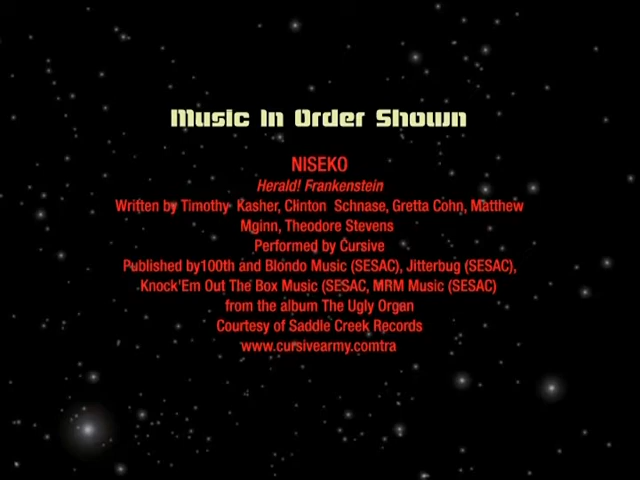 Music In Order Shown
NISEKO
Herald! Frankenstein
Written by Timothy Kasher, Clinton Schnase, Gretta Cohn, Matthew
Mginn, Theodore Stevens
Performed by Cursive
Published by100th and Blondo Music (SESAC), Jitterbug (SESAC),
Knock'Em Out The Box Music (SESAC, MRM Music (SESAC)
from the album The Ugly Organ
Courtesy of Saddle Creek Records
www.cursivearmy.comtra